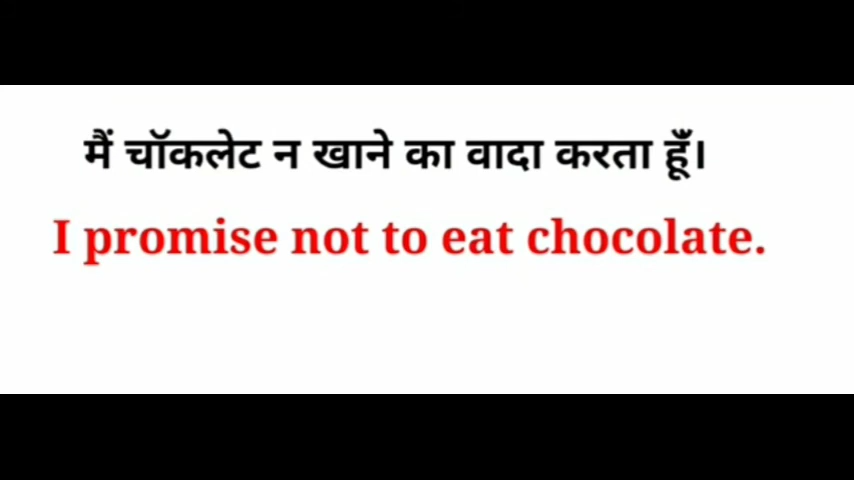 मैं चॉकलेट न खाने का वादा करता हूँ।
I promise not to eat chocolate.